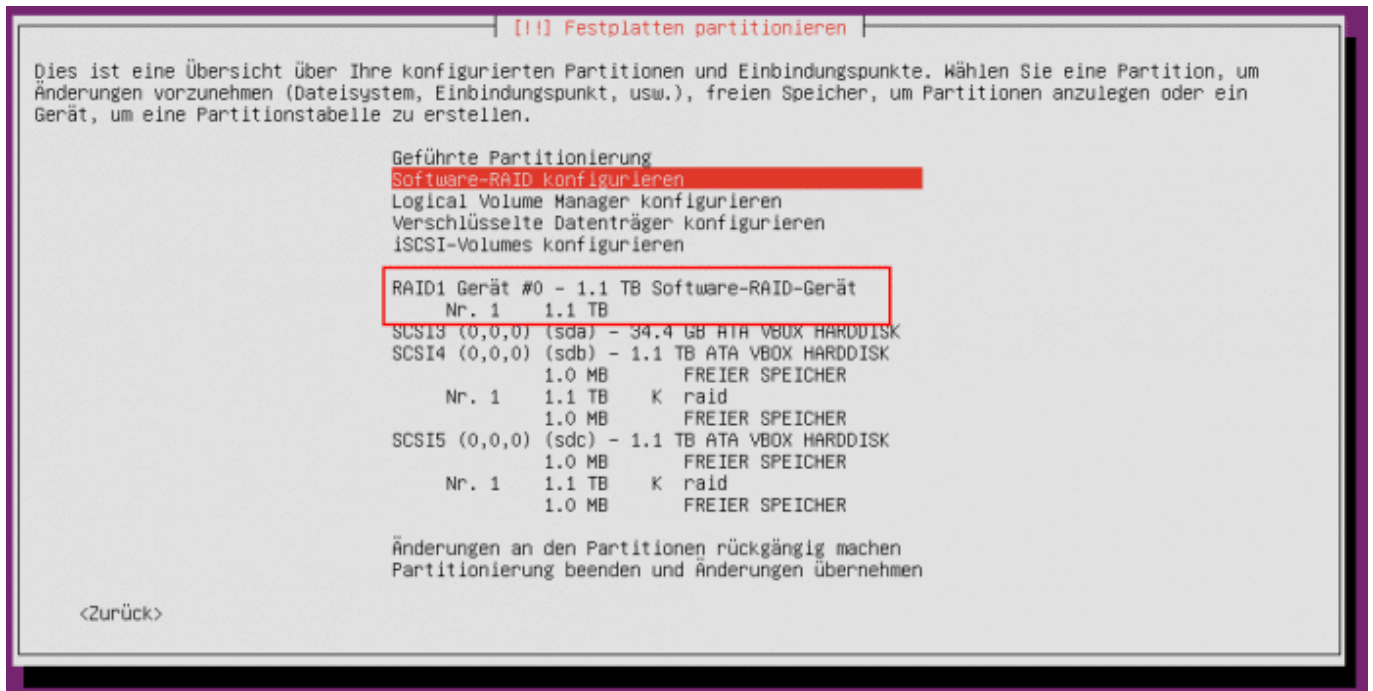 [!!] Festplatten partitionieren
Dies ist eine Übersicht über Ihre konfigurierten Partitionen und Einbindungspunkte. Wählen Sie eine Partition, um
Änderungen vorzunehmen (Dateisystem, Einbindungspunkt, usw.), freien Speicher, um Partitionen anzulegen oder ein
Gerät, um eine Partitionstabelle zu erstellen.
Geführte Partitionierung
Software-RAID konfigurieren
Logical Volume Manager konfigurieren
Verschlüsselte Datenträger konfigurieren
iSCSI-Volumes konfigurieren
RAID1 Gerät #0 - 1.1 TB Software-RAID-Gerät
Nr. 1 1.1 TB
SCSI3 (0,0,0) (sda) - 34.4 GB ATA VBOX HARDDISK
SCSI4 (0,0,0) (sdb) - 1.1 TB ATA VBOX HARDDISK
1.0 MB FREIER SPEICHER
Nr. 1 1.1 TB K raid
1.0 MB FREIER SPEICHER
SCSI5 (0,0,0) (sdc) - 1.1 TB ATA VBOX HARDDISK
1.0 MB FREIER SPEICHER
Nr. 1 1.1 TB K raid
1.0 MB FREIER SPEICHER
Änderungen an den Partitionen rückgängig machen
Partitionierung beenden und Änderungen übernehmen
<Zurück>